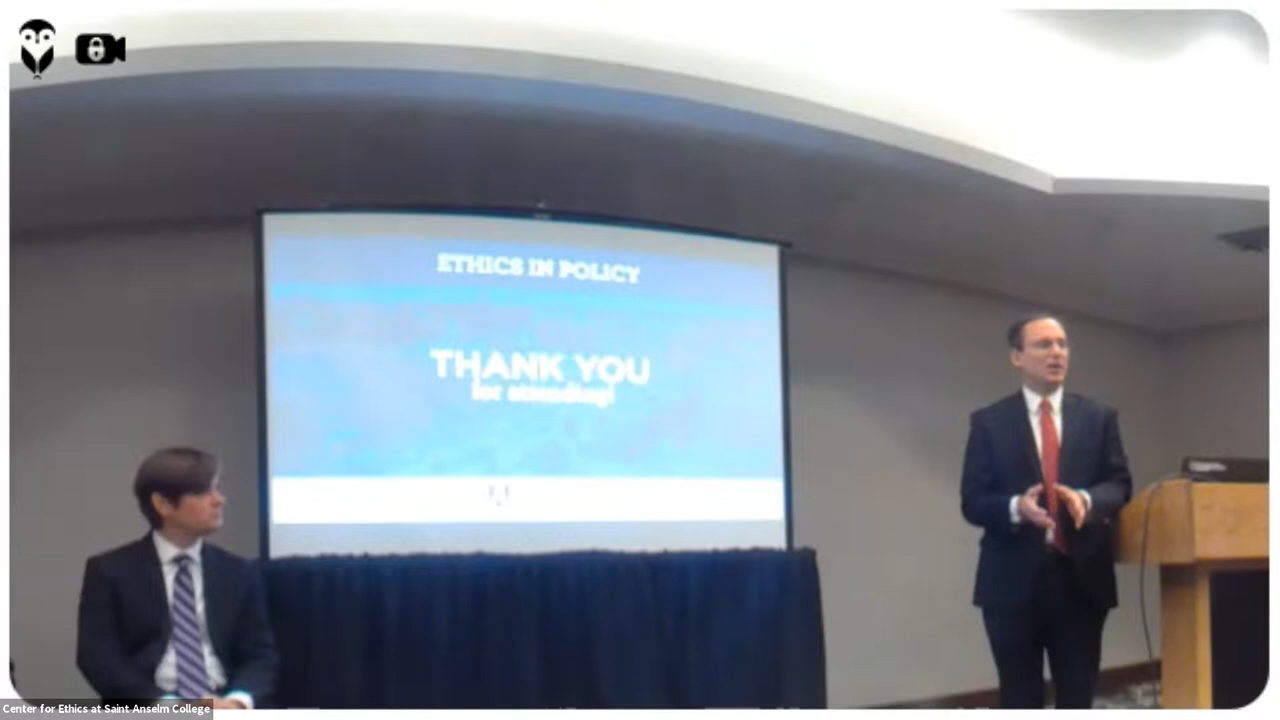 ETHICS IN POLICY
THANK YOU
for attending!
Center for Ethics at Saint Anselm College